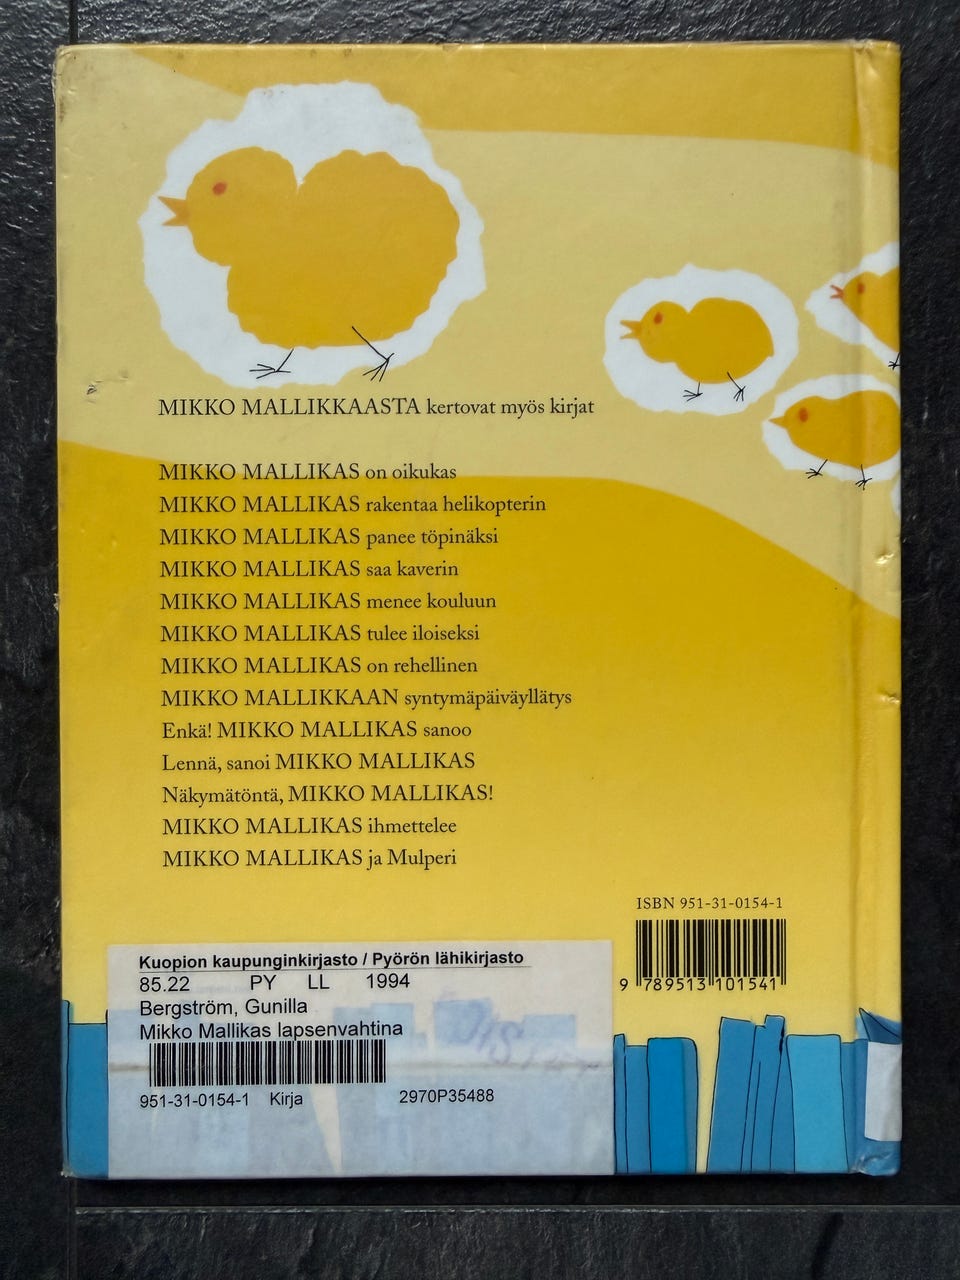 MIKKO MALLIKKAASTA kertovat myös kirjat
MIKKO MALLIKAS on oikukas
MIKKO MALLIKAS rakentaa helikopterin
MIKKO MALLIKAS panee töpinäksi
MIKKO MALLIKAS saa kaverin
MIKKO MALLIKAS menee kouluun
MIKKO MALLIKAS tulee iloiseksi
MIKKO MALLIKAS on rehellinen
MIKKO MALLIKKAAN syntymäpäiväyllätys
Enkä! MIKKO MALLIKAS sanoo
Lennä, sanoi MIKKO MALLIKAS
Näkymätöntä, MIKKO MALLIKAS!
MIKKO MALLIKAS ihmettelee
MIKKO MALLIKAS ja Mulperi
ISBN 951-31-0154-1
9 789513 101541
Kuopion kaupunginkirjasto / Pyörön lähikirjasto
85.22 PY LL 1994
Bergström, Gunilla
Mikko Mallikas lapsenvahtina
951-31-0154-1 Kirja 2970P35488